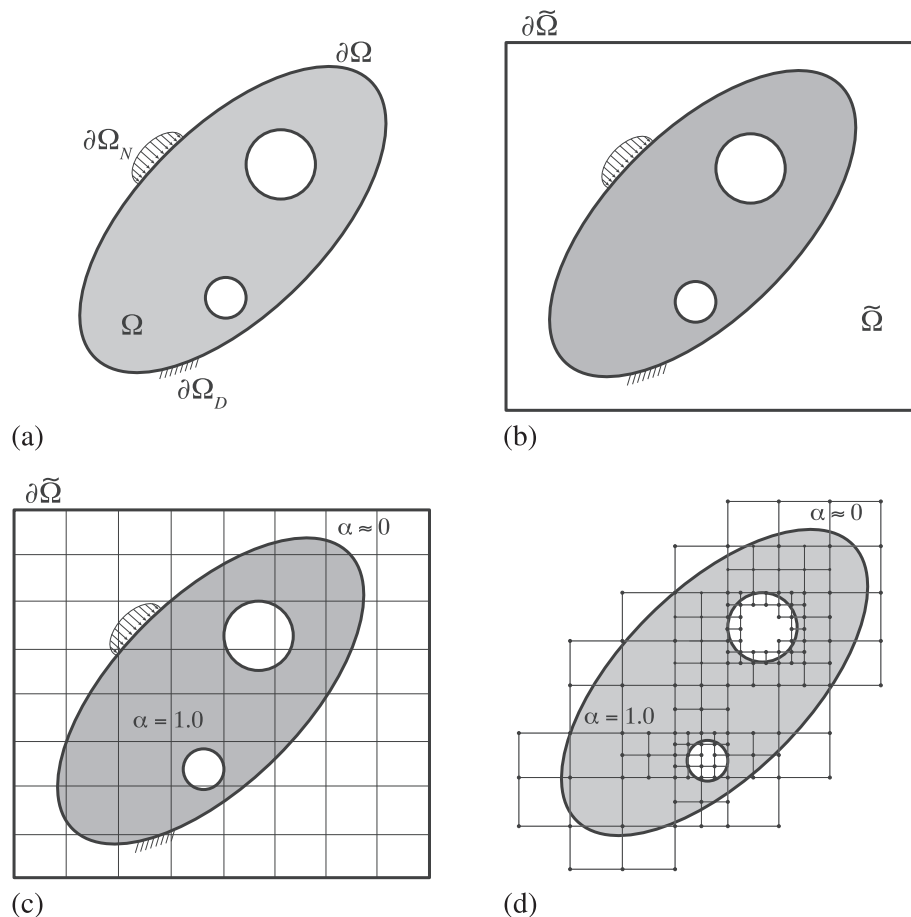 ∂Ω
∂Ω_N
Ω
∂Ω_D
(a)
∂Ω̃
Ω̃
(b)
∂Ω̃
α ≈ 0
α = 1.0
(c)
α ≈ 0
α = 1.0
(d)